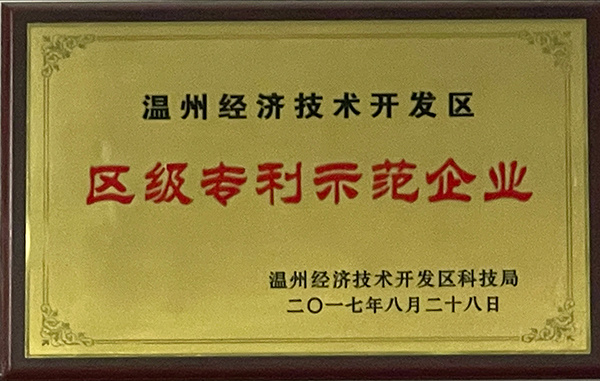 温州经济技术开发区
区级专利示范企业
温州经济技术开发区科技局
二〇一七年八月二十八日